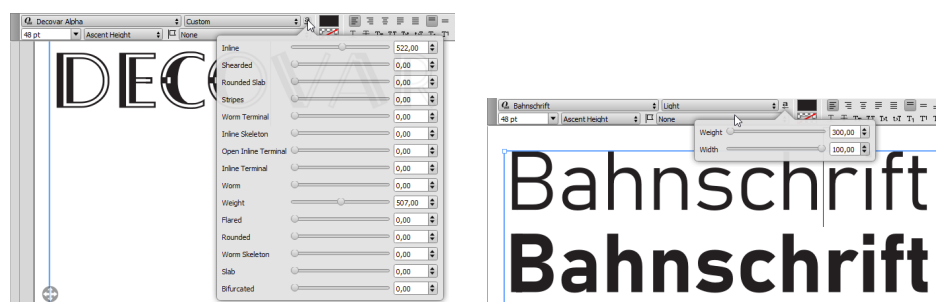 Decovar Alpha Custom a
48 pt Ascent Height None
Inline 522,00
Shearded 0,00
Rounded Slab 0,00
Stripes 0,00
Worm Terminal 0,00
Inline Skeleton 0,00
Open Inline Terminal 0,00
Inline Terminal 0,00
Worm 0,00
Weight 507,00
Flared 0,00
Rounded 0,00
Worm Skeleton 0,00
Slab 0,00
Bifurcated 0,00
DECOVAR
Bahnschrift Light a
48 pt Ascent Height None
Weight 300,00
Width 100,00
Bahnschrift
Bahnschrift